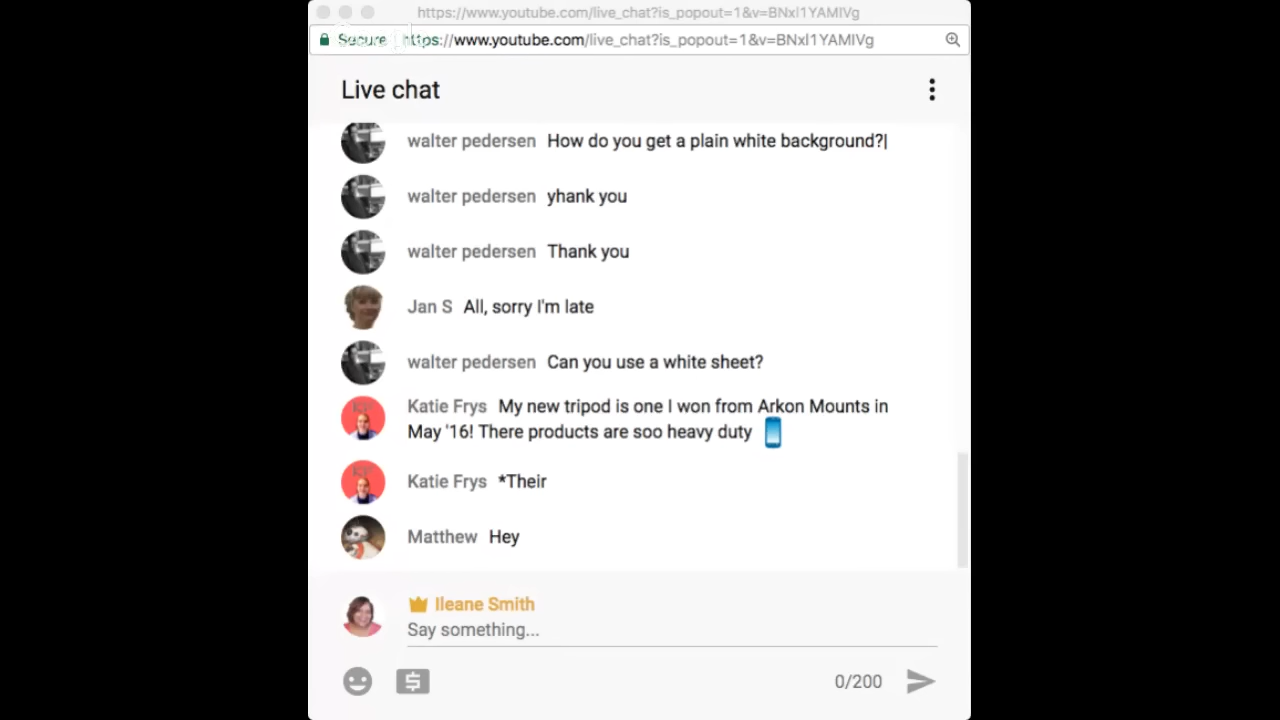 https://www.youtube.com/live_chat?is_popout=1&v=BNxl1YAMIVg
Secure https://www.youtube.com/live_chat?is_popout=1&v=BNxl1YAMIVg
Live chat
walter pedersen How do you get a plain white background?|
walter pedersen yhank you
walter pedersen Thank you
Jan S All, sorry I'm late
walter pedersen Can you use a white sheet?
Katie Frys My new tripod is one I won from Arkon Mounts in
May '16! There products are soo heavy duty
Katie Frys *Their
Matthew Hey
Ileane Smith
Say something...
0/200